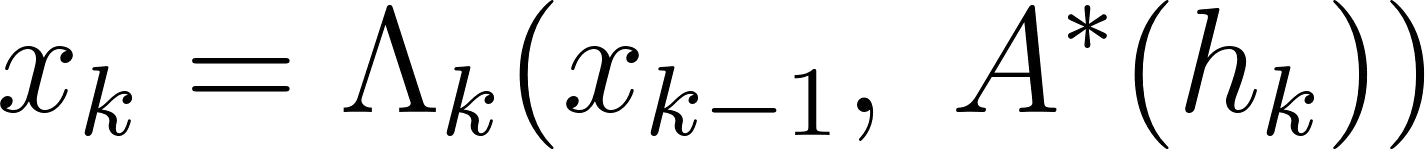 x_k = Λ_k(x_{k−1}, A*(h_k))